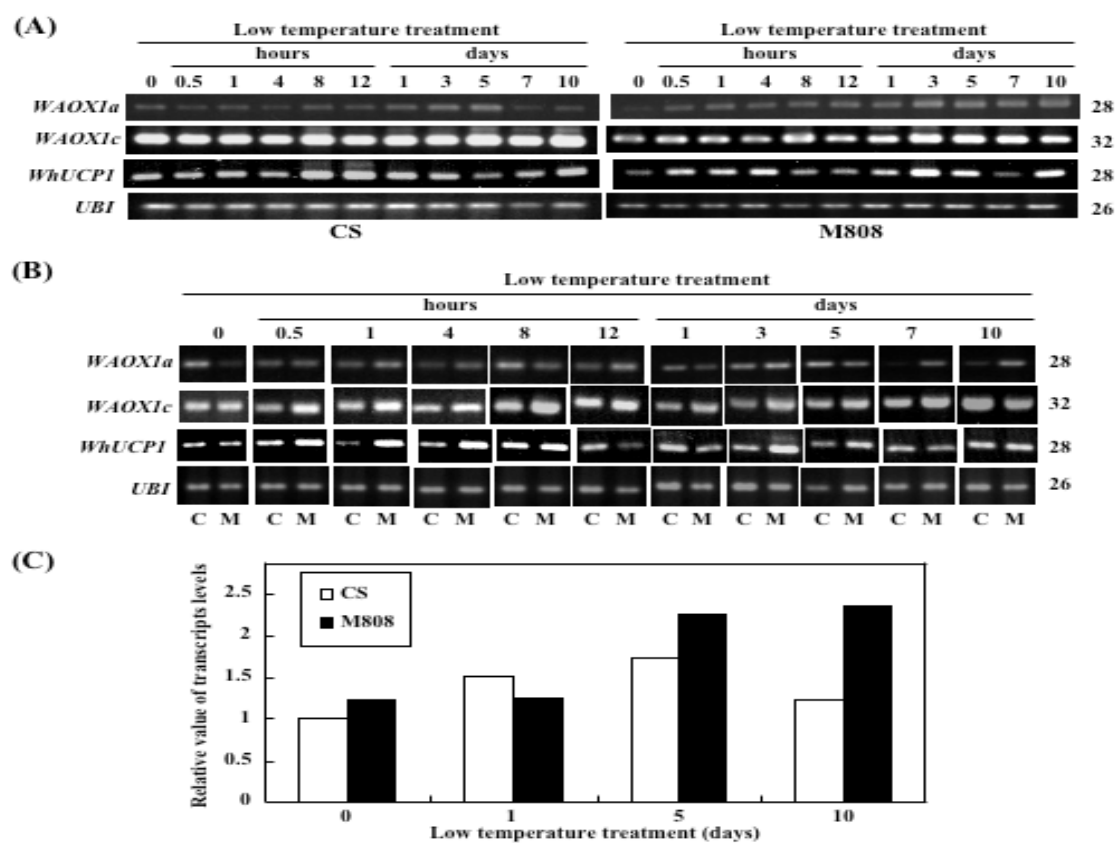 (A)
Low temperature treatment Low temperature treatment
hours days hours days
0 0.5 1 4 8 12 1 3 5 7 10 0 0.5 1 4 8 12 1 3 5 7 10
WAOX1a 28
WAOX1c 32
WhUCP1 28
UBI 26
CS M808
(B)
Low temperature treatment
hours days
0 0.5 1 4 8 12 1 3 5 7 10
WAOX1a 28
WAOX1c 32
WhUCP1 28
UBI 26
C M C M C M C M C M C M C M C M C M C M C M
(C)
Relative value of transcripts levels
2.5
2
1.5
1
0.5
0
CS
M808
0 1 5 10
Low temperature treatment (days)